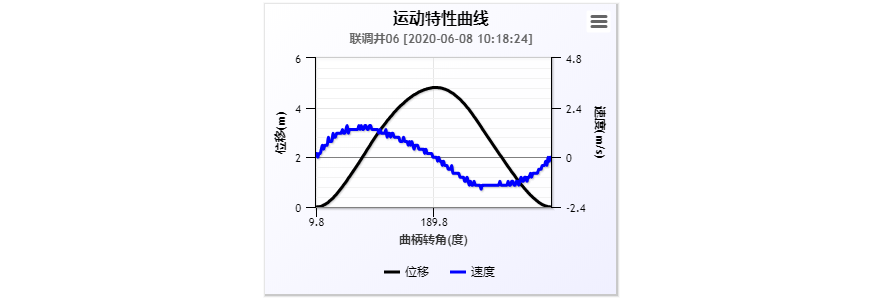 运动特性曲线
联调井06 [2020-06-08 10:18:24]
6
4
2
0
位移(m)
4.8
2.4
0
-2.4
速度(m/s)
9.8
189.8
曲柄转角(度)
位移
速度